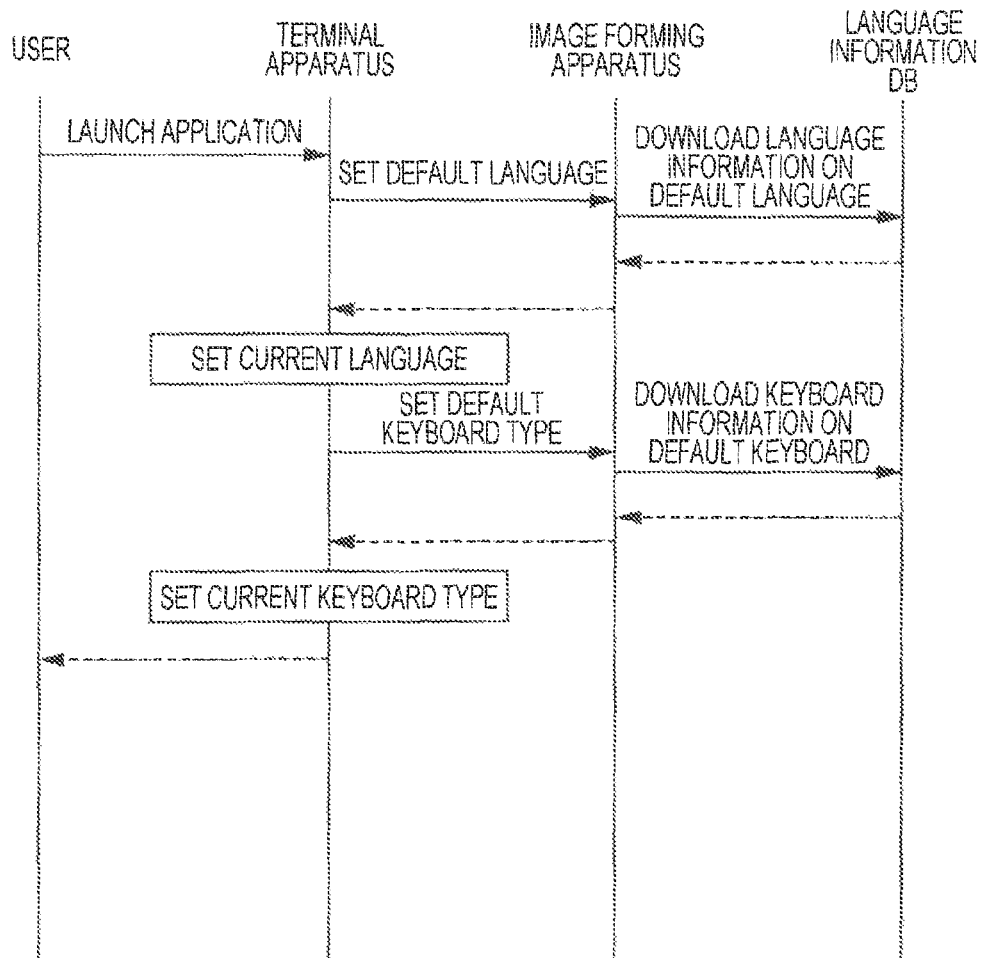 USER
TERMINAL
APPARATUS
IMAGE FORMING
APPARATUS
LANGUAGE
INFORMATION
DB
LAUNCH APPLICATION
SET DEFAULT LANGUAGE
DOWNLOAD LANGUAGE
INFORMATION ON
DEFAULT LANGUAGE
SET CURRENT LANGUAGE
SET DEFAULT
KEYBOARD TYPE
DOWNLOAD KEYBOARD
INFORMATION ON
DEFAULT KEYBOARD
SET CURRENT KEYBOARD TYPE